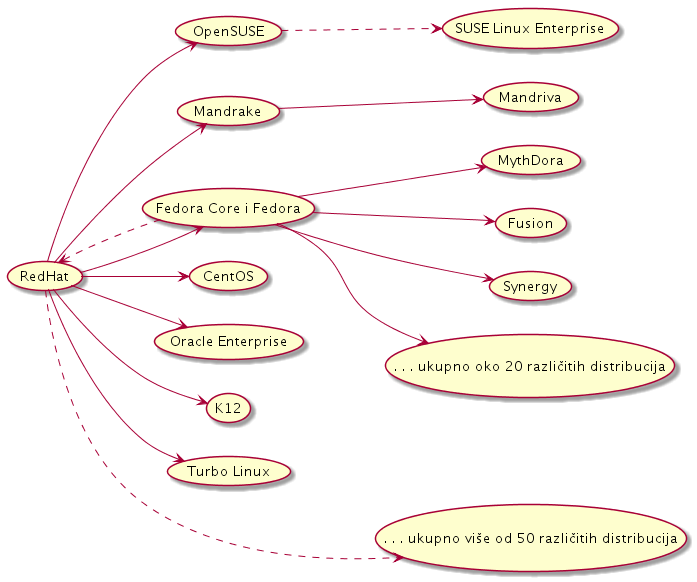 OpenSUSE
SUSE Linux Enterprise
Mandrake
Mandriva
MythDora
Fedora Core i Fedora
Fusion
RedHat
CentOS
Synergy
Oracle Enterprise
. . . ukupno oko 20 različitih distribucija
K12
Turbo Linux
. . . ukupno više od 50 različitih distribucija